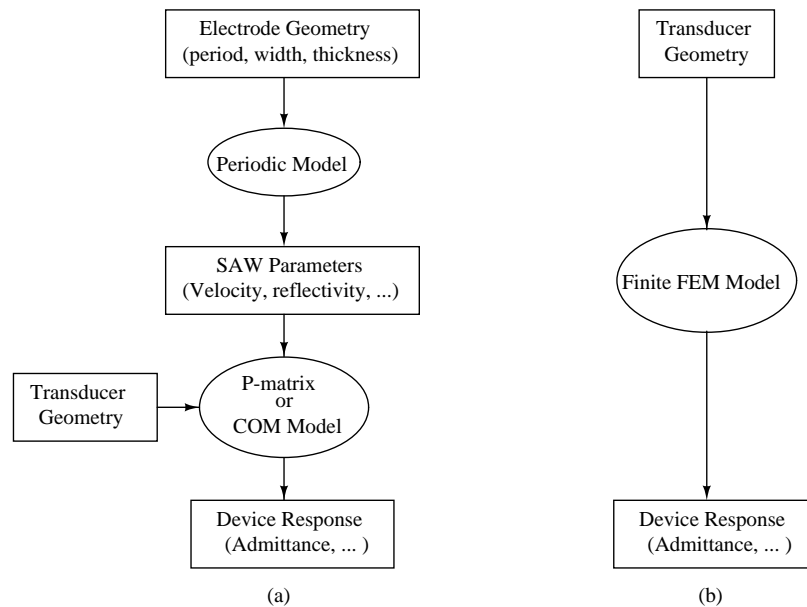 Electrode Geometry
(period, width, thickness)
Periodic Model
SAW Parameters
(Velocity, reflectivity, ...)
Transducer
Geometry
P-matrix
or
COM Model
Device Response
(Admittance, ... )
(a)
Transducer
Geometry
Finite FEM Model
Device Response
(Admittance, ... )
(b)